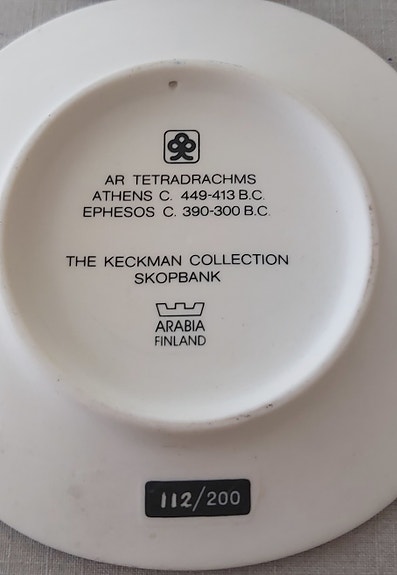 AR TETRADRACHMS
ATHENS C. 449-413 B.C.
EPHESOS C. 390-300 B.C.
THE KECKMAN COLLECTION
SKOPBANK
ARABIA
FINLAND
112/200